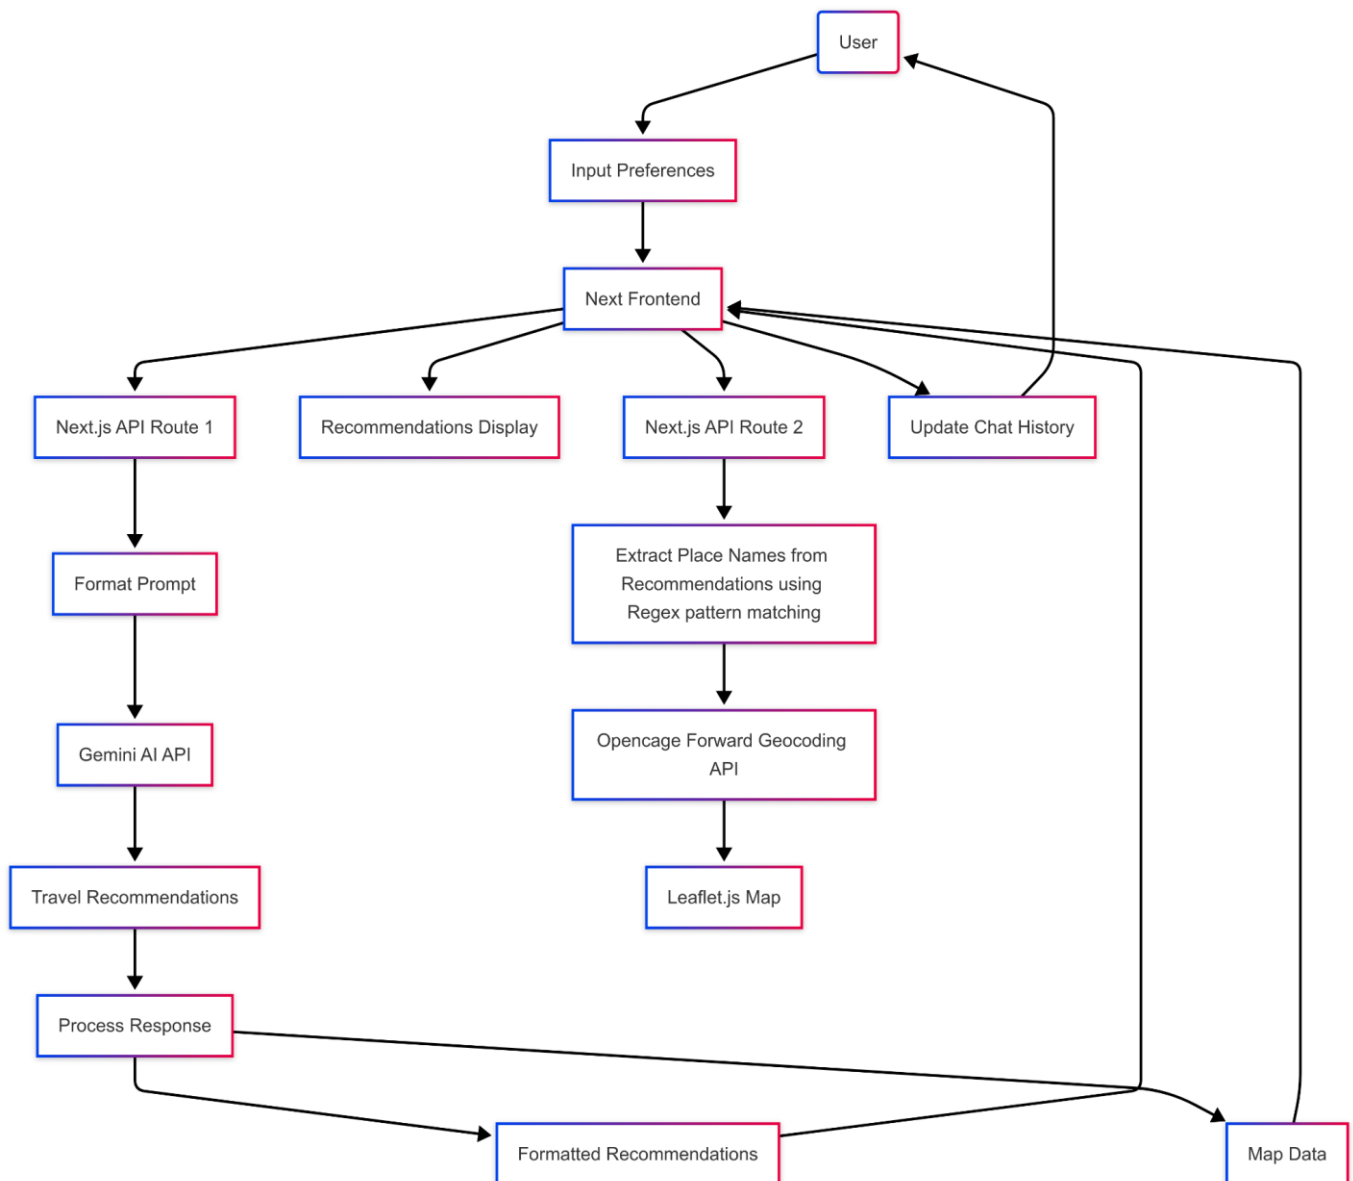 User
Input Preferences
Next Frontend
Next.js API Route 1
Recommendations Display
Next.js API Route 2
Update Chat History
Extract Place Names from
Recommendations using
Regex pattern matching
Format Prompt
Opencage Forward Geocoding
API
Gemini AI API
Travel Recommendations
Leaflet.js Map
Process Response
Formatted Recommendations
Map Data